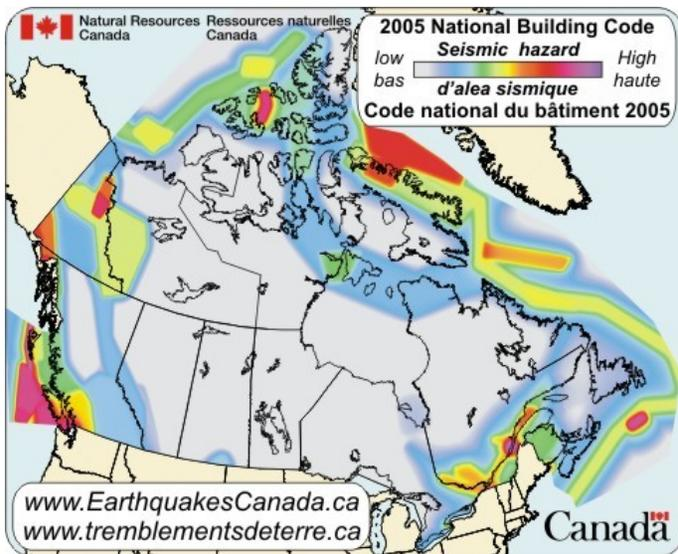 Natural Resources Ressources naturelles
Canada Canada
2005 National Building Code
Seismic hazard
low High
bas haute
d'alea sismique
Code national du bâtiment 2005
www.EarthquakesCanada.ca
www.tremblementsdeterre.ca
Canada